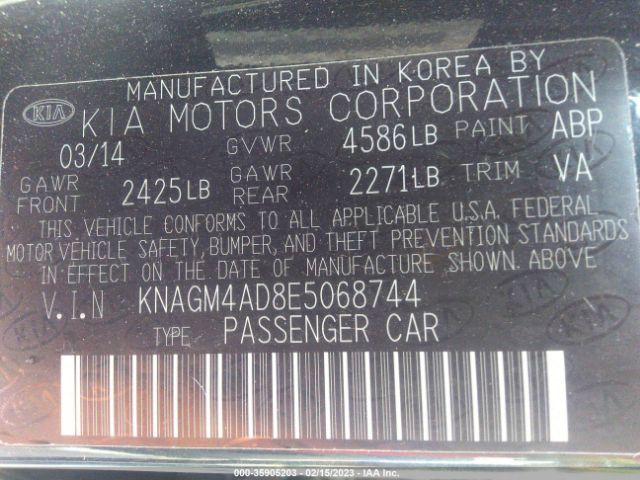 MANUFACTURED IN KOREA BY
KIA KIA MOTORS CORPORATION
03/14 GVWR 4586LB PAINT ABP
GAWR FRONT 2425LB GAWR REAR 2271LB TRIM VA
THIS VEHICLE CONFORMS TO ALL APPLICABLE U.S.A. FEDERAL
MOTOR VEHICLE SAFETY, BUMPER, AND THEFT PREVENTION STANDARDS
IN EFFECT ON THE DATE OF MANUFACTURE SHOWN ABOVE.
V.I.N KNAGM4AD8E5068744
TYPE PASSENGER CAR
000-35905203 - 02/15/2023 - IAA Inc.